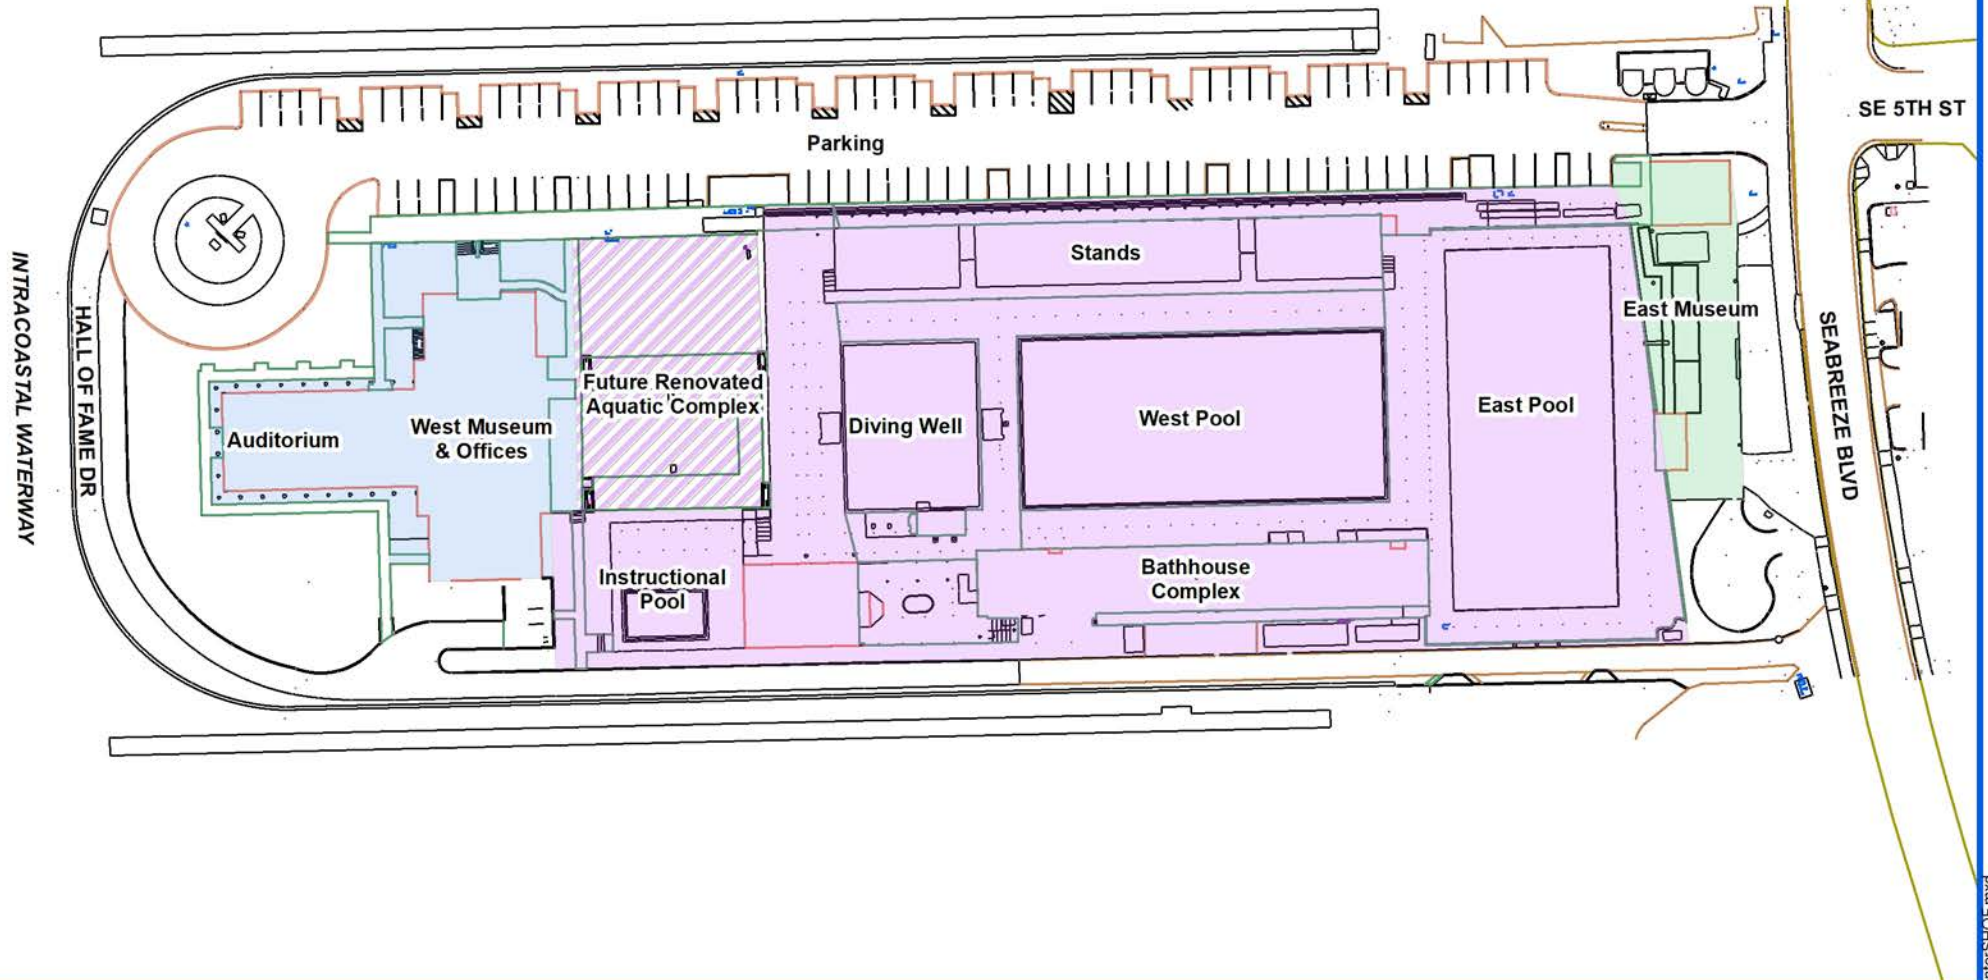 SE 5TH ST
Parking
Stands
East Museum
Future Renovated
Aquatic Complex
East Pool
West Pool
Diving Well
West Museum
& Offices
Auditorium
INTRACOASTAL WATERWAY
HALL OF FAME DR
SEABREEZE BLVD
Instructional
Pool
Bathhouse
Complex